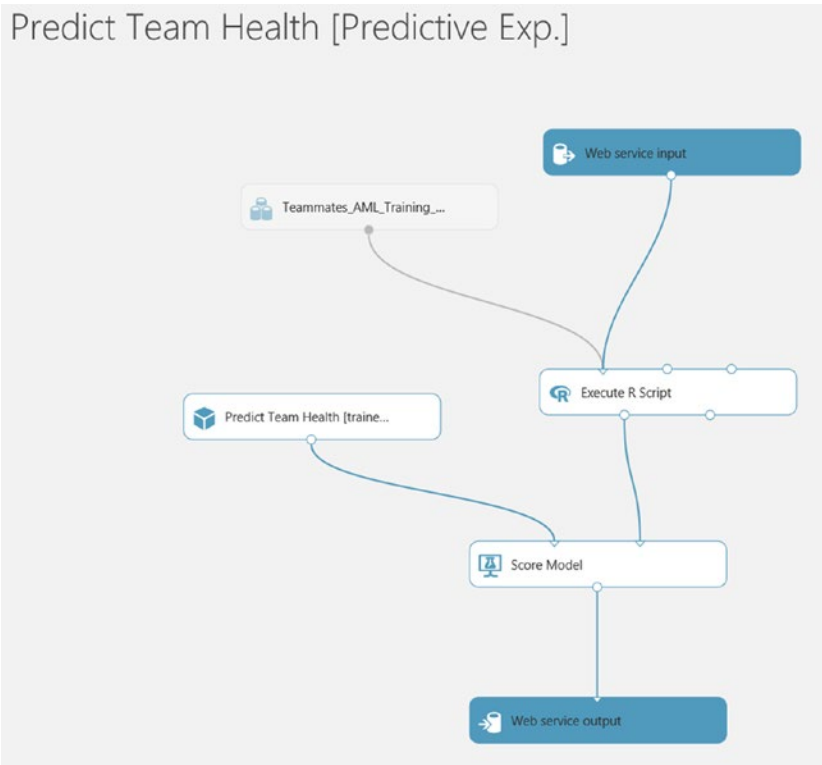 Predict Team Health [Predictive Exp.]
Web service input
Teammates_AML_Training_...
Execute R Script
Predict Team Health [traine...
Score Model
Web service output